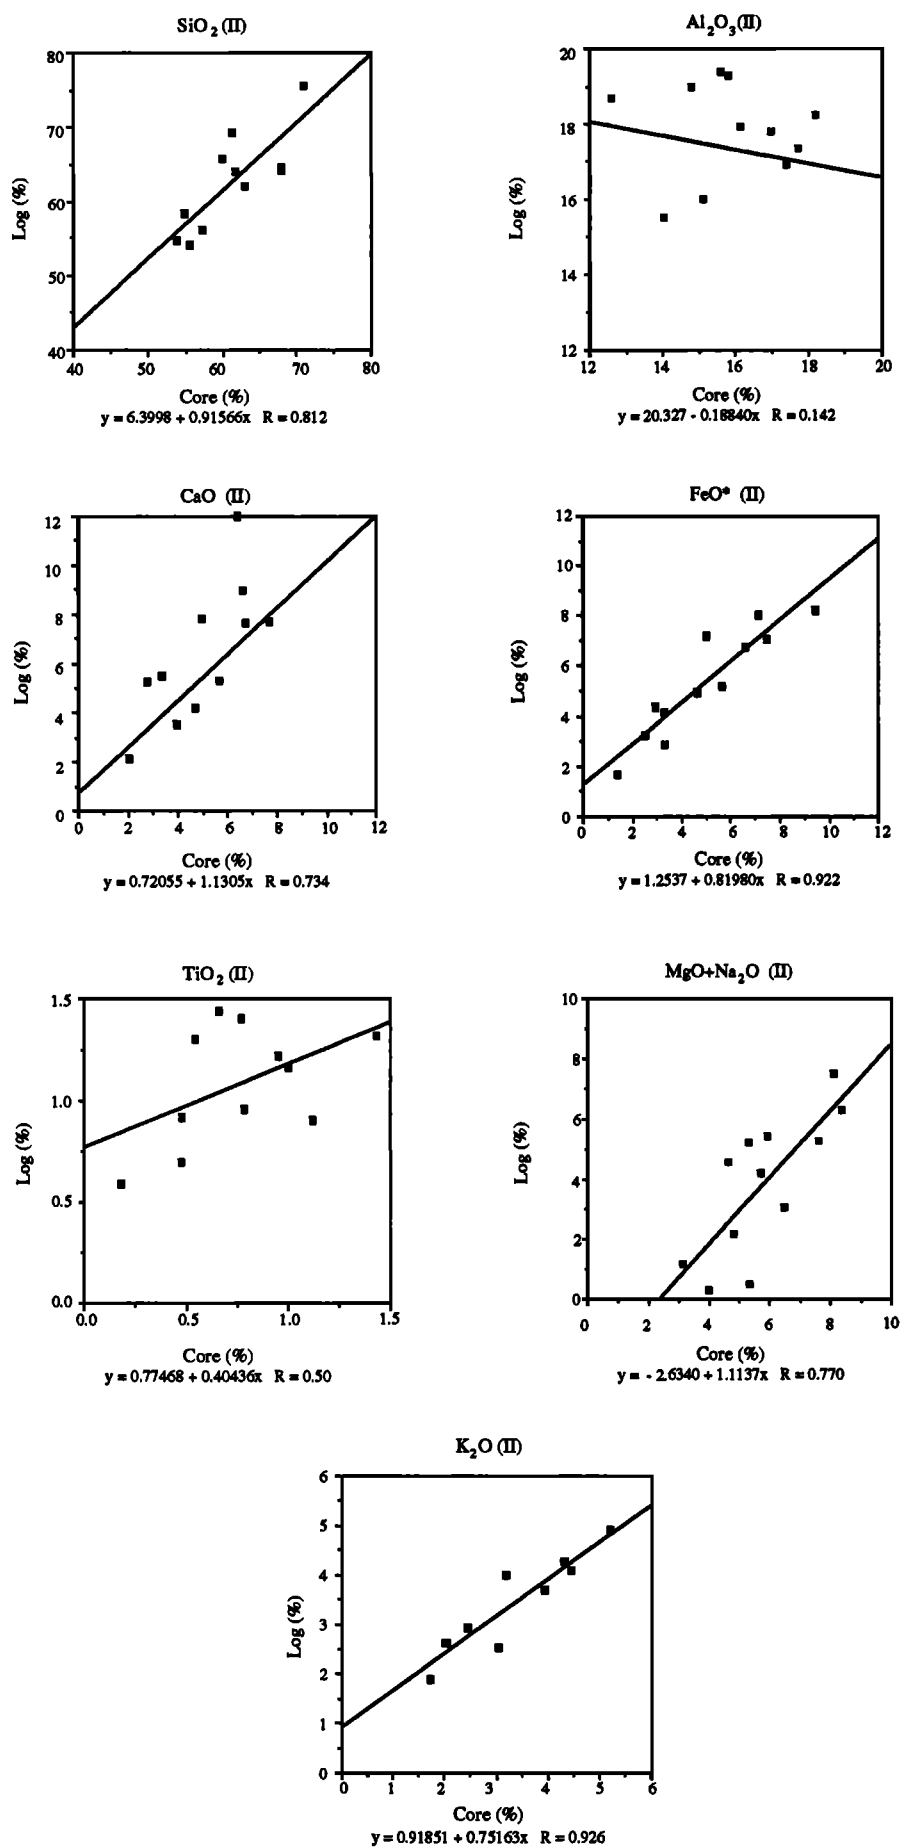 SiO₂ (II)
80
70
60
50
40
Log (%)
40 50 60 70 80
Core (%)
y = 6.3998 + 0.91566x R = 0.812
Al₂O₃(II)
20
18
16
14
12
Log (%)
12 14 16 18 20
Core (%)
y = 20.327 - 0.18840x R = 0.142
CaO (II)
12
10
8
6
4
2
0
Log (%)
0 2 4 6 8 10 12
Core (%)
y = 0.72055 + 1.1305x R = 0.734
FeO* (II)
12
10
8
6
4
2
0
Log (%)
0 2 4 6 8 10 12
Core (%)
y = 1.2537 + 0.81980x R = 0.922
TiO₂ (II)
1.5
1.0
0.5
0.0
Log (%)
0.0 0.5 1.0 1.5
Core (%)
y = 0.77468 + 0.40436x R = 0.50
MgO+Na₂O (II)
10
8
6
4
2
0
Log (%)
0 2 4 6 8 10
Core (%)
y = - 2.6340 + 1.1137x R = 0.770
K₂O (II)
6
5
4
3
2
1
0
Log (%)
0 1 2 3 4 5 6
Core (%)
y = 0.91851 + 0.75163x R = 0.926